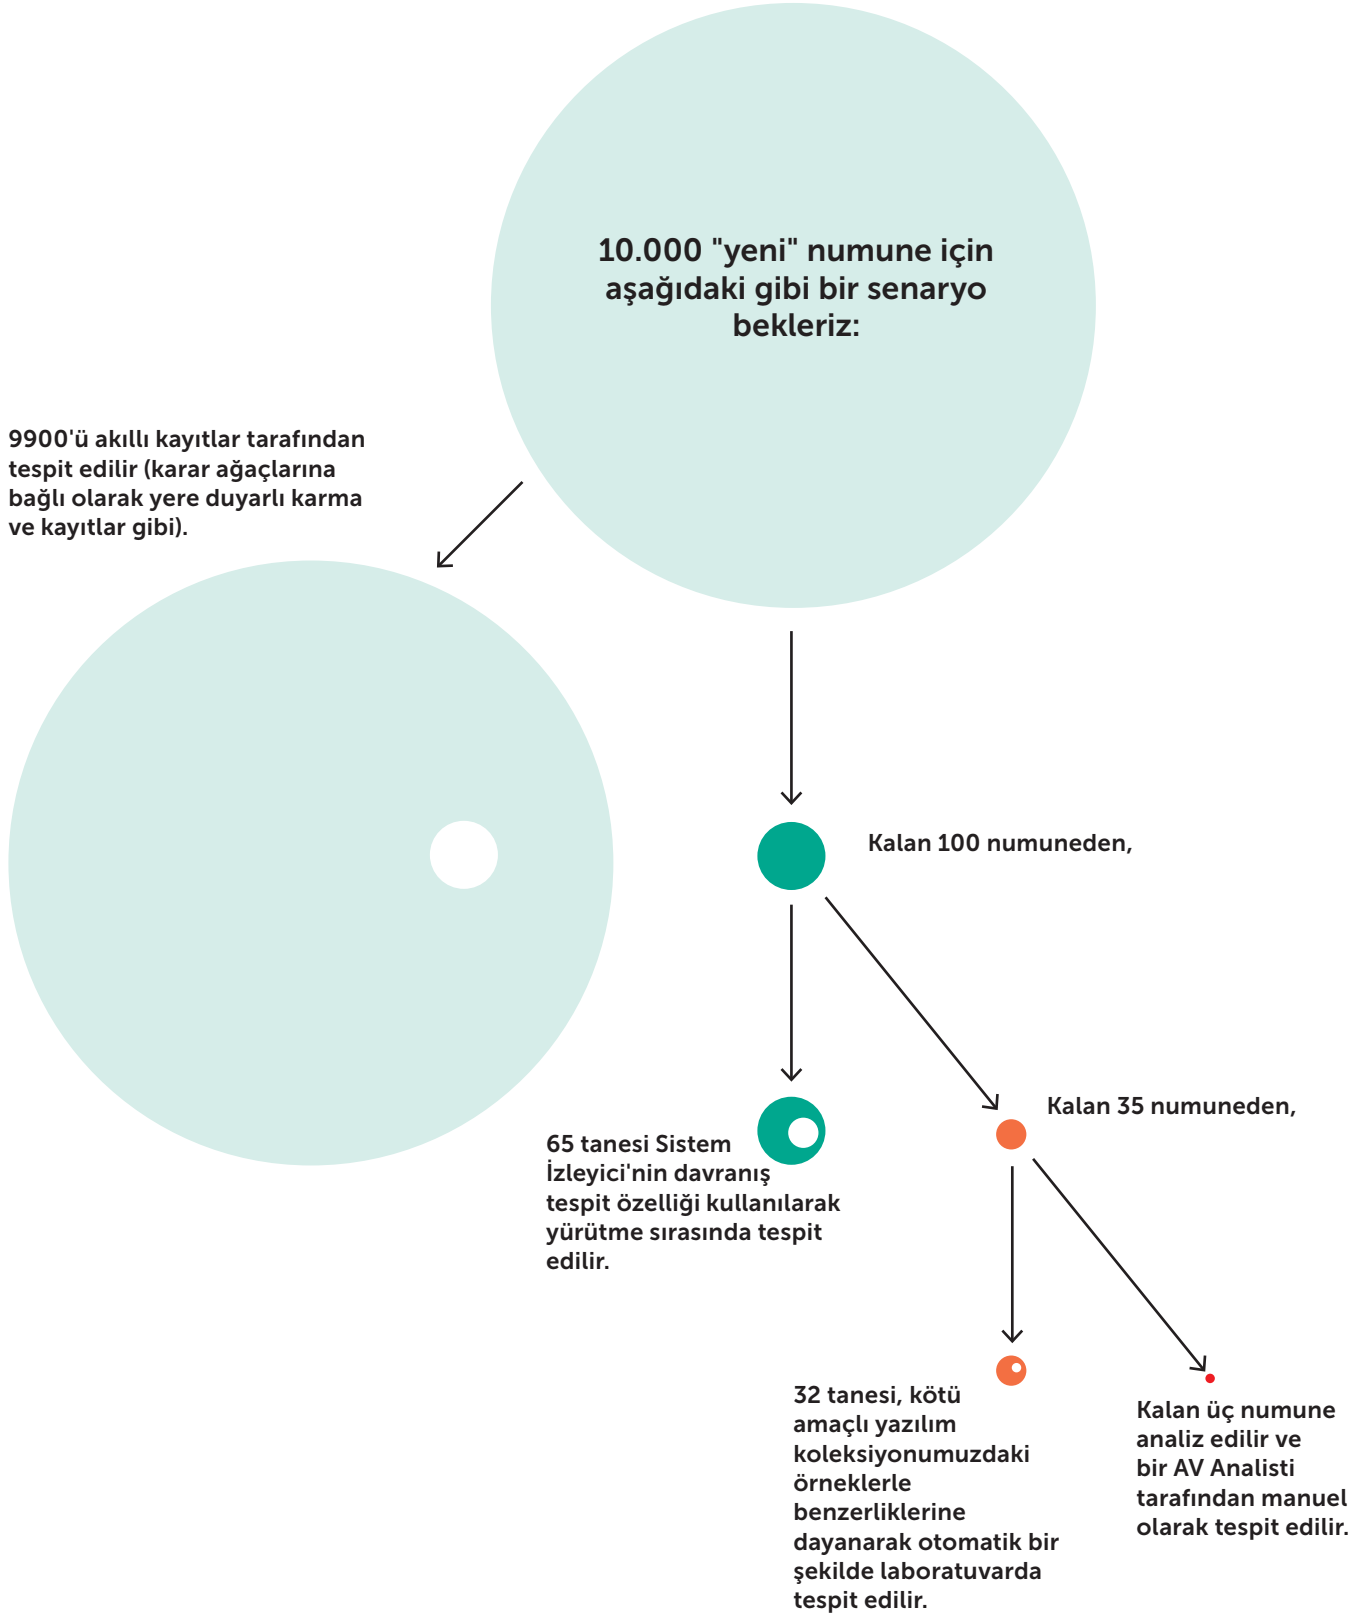 10.000 "yeni" numune için
aşağıdaki gibi bir senaryo
bekleriz:
9900'ü akıllı kayıtlar tarafından
tespit edilir (karar ağaçlarına
bağlı olarak yere duyarlı karma
ve kayıtlar gibi).
Kalan 100 numuneden,
65 tanesi Sistem
İzleyici'nin davranış
tespit özelliği kullanılarak
yürütme sırasında tespit
edilir.
Kalan 35 numuneden,
32 tanesi, kötü
amaçlı yazılım
koleksiyonumuzdaki
örneklerle
benzerliklerine
dayanarak otomatik bir
şekilde laboratuvarda
tespit edilir.
Kalan üç numune
analiz edilir ve
bir AV Analisti
tarafından manuel
olarak tespit edilir.